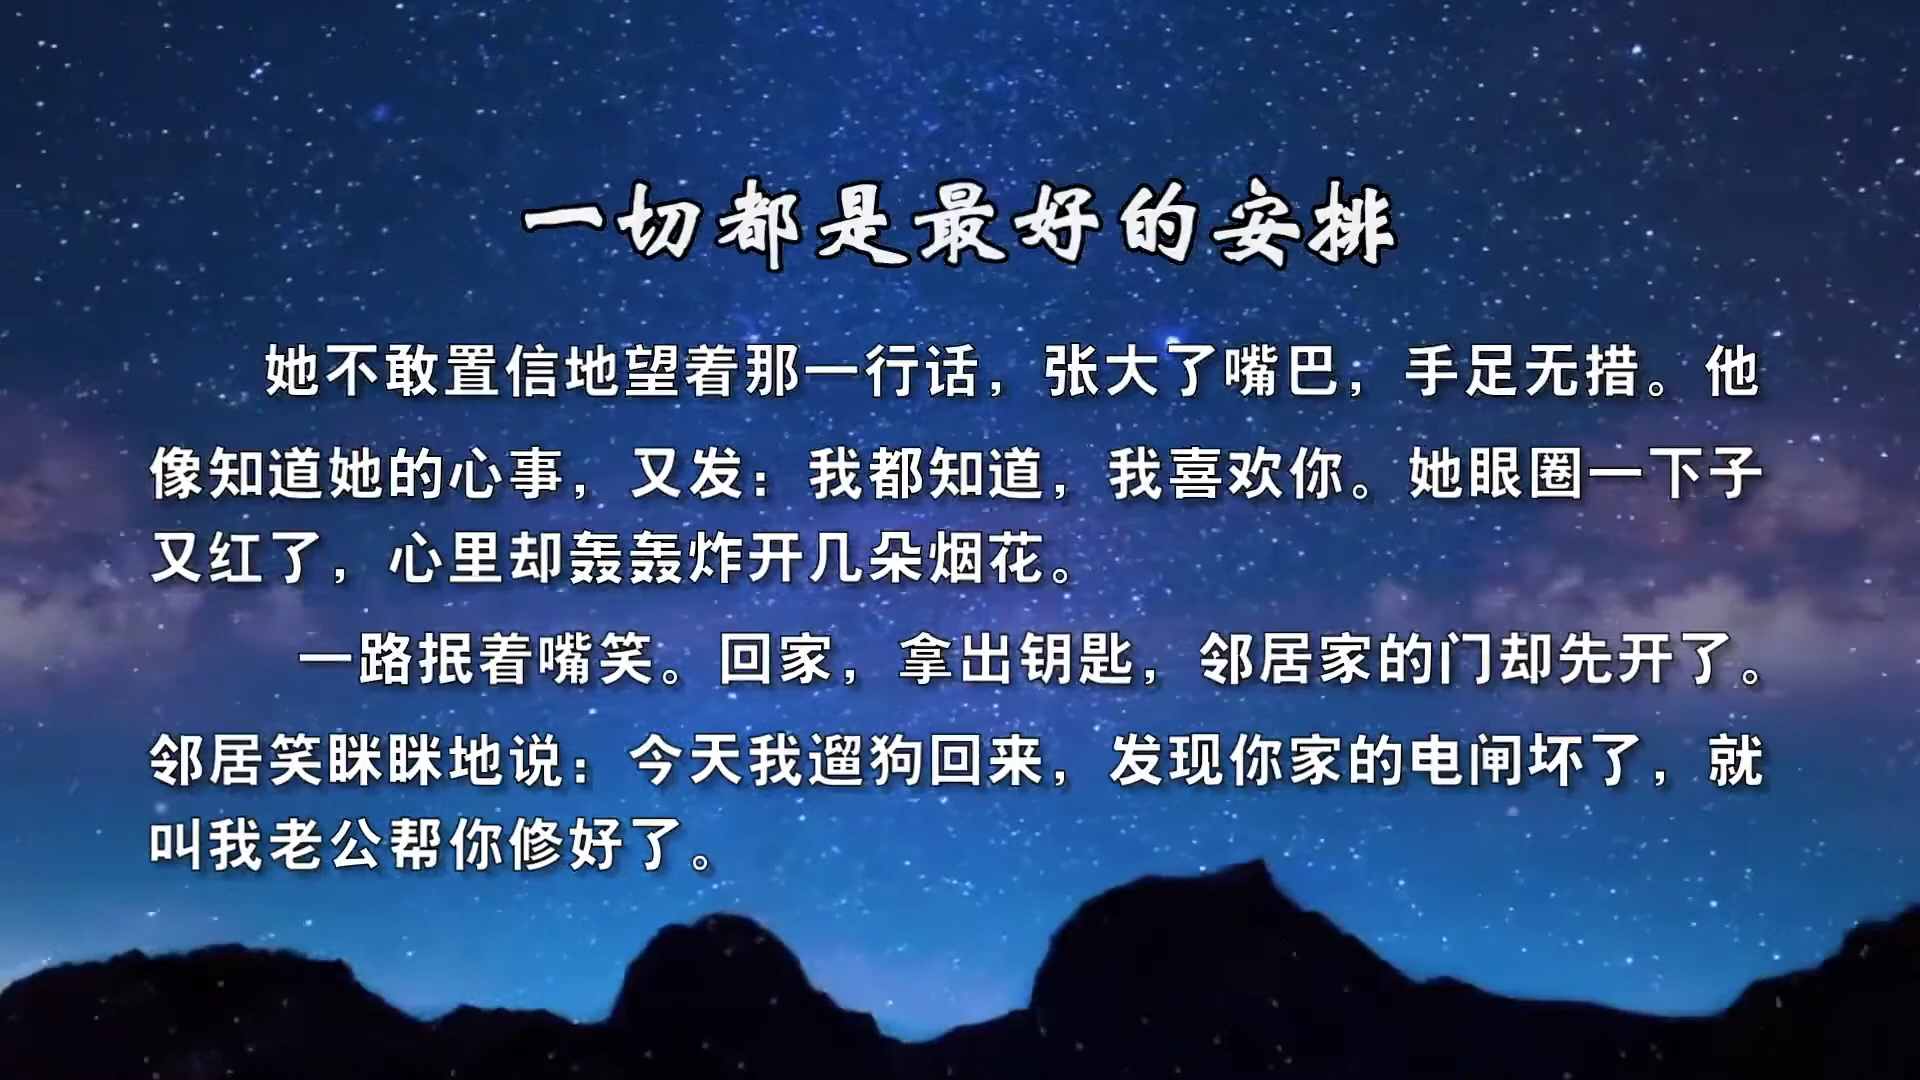 一切都是最好的安排
她不敢置信地望着那一行话，张大了嘴巴，手足无措。他
像知道她的心事，又发：我都知道，我喜欢你。她眼圈一下子
又红了，心里却轰轰炸开几朵烟花。
一路抿着嘴笑。回家，拿出钥匙，邻居家的门却先开了。
邻居笑眯眯地说：今天我遛狗回来，发现你家的电闸坏了，就
叫我老公帮你修好了。